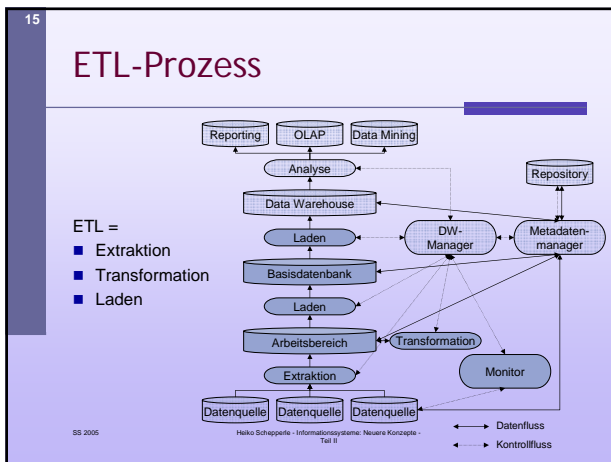 15
ETL-Prozess
Reporting
OLAP
Data Mining
Analyse
Repository
Data Warehouse
ETL =
Extraktion
Transformation
Laden
Laden
DW-
Manager
Metadaten-
manager
Basisdatenbank
Laden
Arbeitsbereich
Transformation
Extraktion
Monitor
Datenquelle
Datenquelle
Datenquelle
SS 2005
Heiko Schepperle - Informationssysteme: Neuere Konzepte -
Teil II
Datenfluss
Kontrollfluss